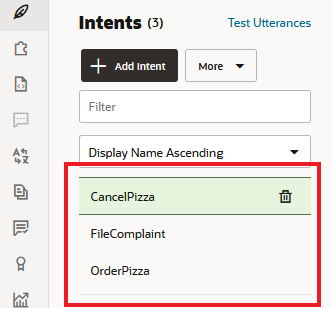 Intents (3)
Test Utterances
Add Intent
More
Filter
Display Name Ascending
CancelPizza
FileComplaint
OrderPizza